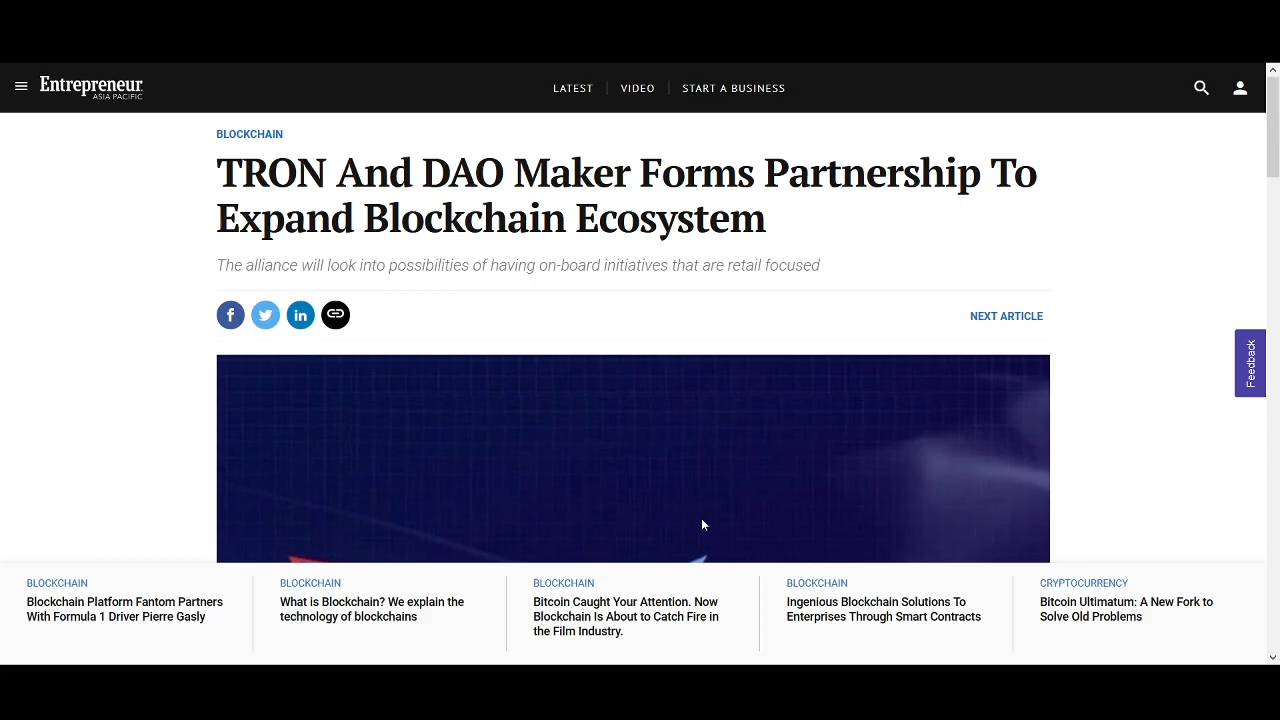 Entrepreneur
ASIA PACIFIC
LATEST
VIDEO
START A BUSINESS
BLOCKCHAIN
TRON And DAO Maker Forms Partnership To
Expand Blockchain Ecosystem
The alliance will look into possibilities of having on-board initiatives that are retail focused
f
in
NEXT ARTICLE
Feedback
BLOCKCHAIN
Blockchain Platform Fantom Partners
With Formula 1 Driver Pierre Gasly
BLOCKCHAIN
What is Blockchain? We explain the
technology of blockchains
BLOCKCHAIN
Bitcoin Caught Your Attention. Now
Blockchain Is About to Catch Fire in
the Film Industry.
BLOCKCHAIN
Ingenious Blockchain Solutions To
Enterprises Through Smart Contracts
CRYPTOCURRENCY
Bitcoin Ultimatum: A New Fork to
Solve Old Problems